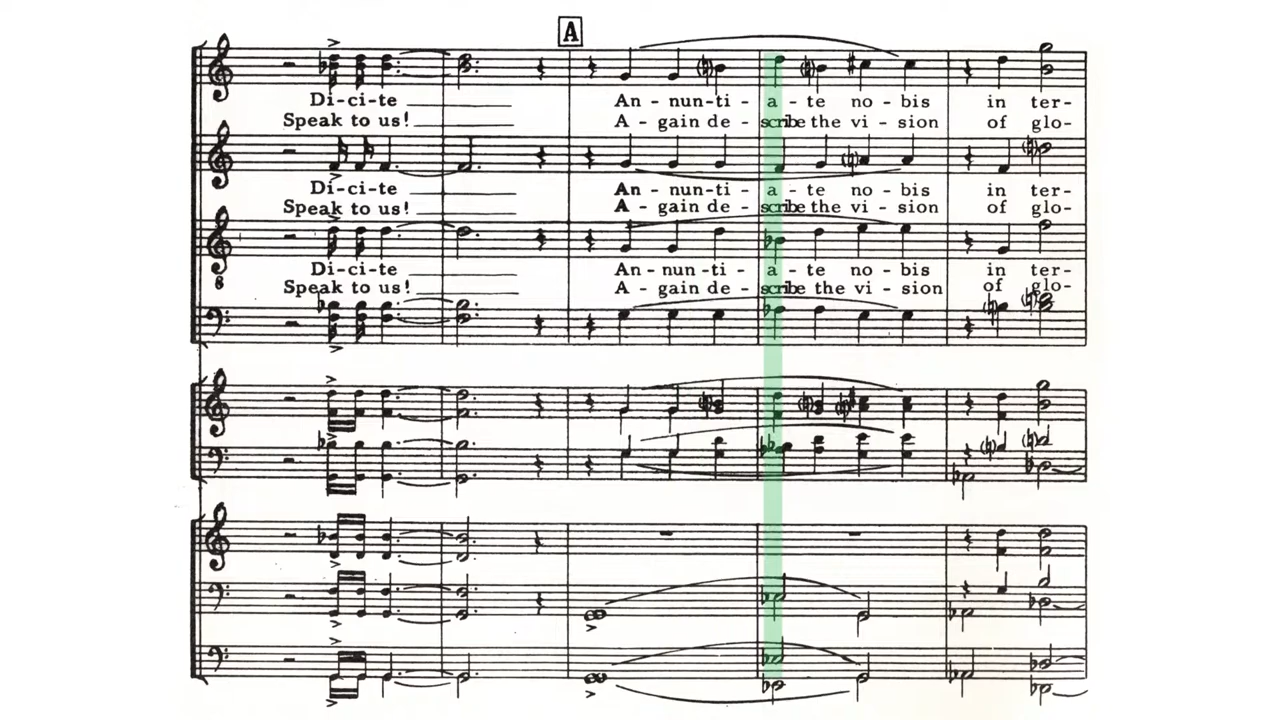 A
Di-ci-te An-nun-ti-a-te no-bis in ter-
Speak to us! A-gain de-scribe the vi-sion of glo-
Di-ci-te An-nun-ti-a-te no-bis in ter-
Speak to us! A-gain de-scribe the vi-sion of glo-
Di-ci-te An-nun-ti-a-te no-bis in ter-
Speak to us! A-gain de-scribe the vi-sion of glo-
8